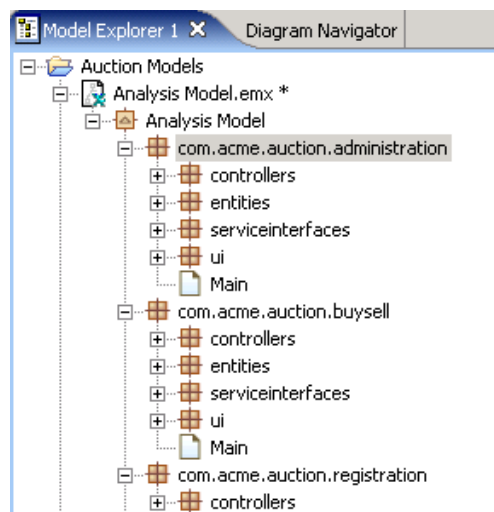 Model Explorer 1 Diagram Navigator
Auction Models
Analysis Model.emx *
Analysis Model
com.acme.auction.administration
controllers
entities
serviceinterfaces
ui
Main
com.acme.auction.buysell
controllers
entities
serviceinterfaces
ui
Main
com.acme.auction.registration
controllers